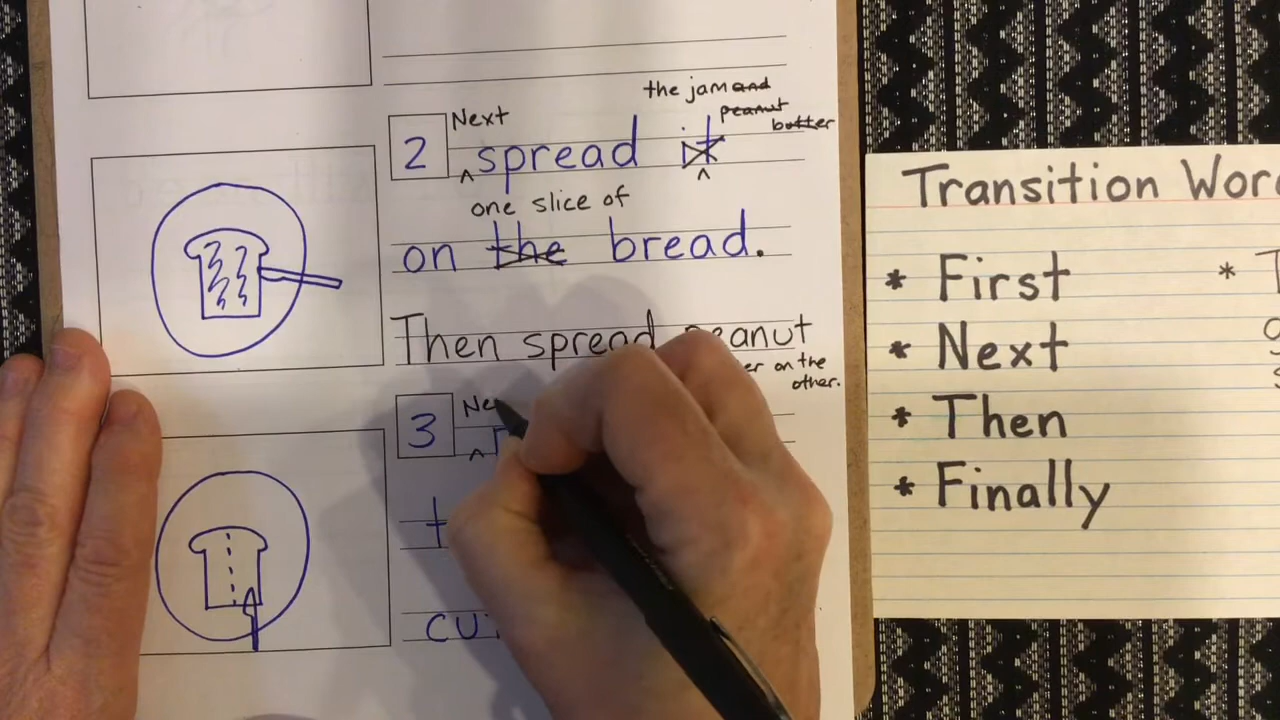 the jam and
Next peanut
butter
2 spread it
one slice of
on the bread.
Then spread peanut
on the
other.
3
Transition
* First
* Next
* Then
* Finally